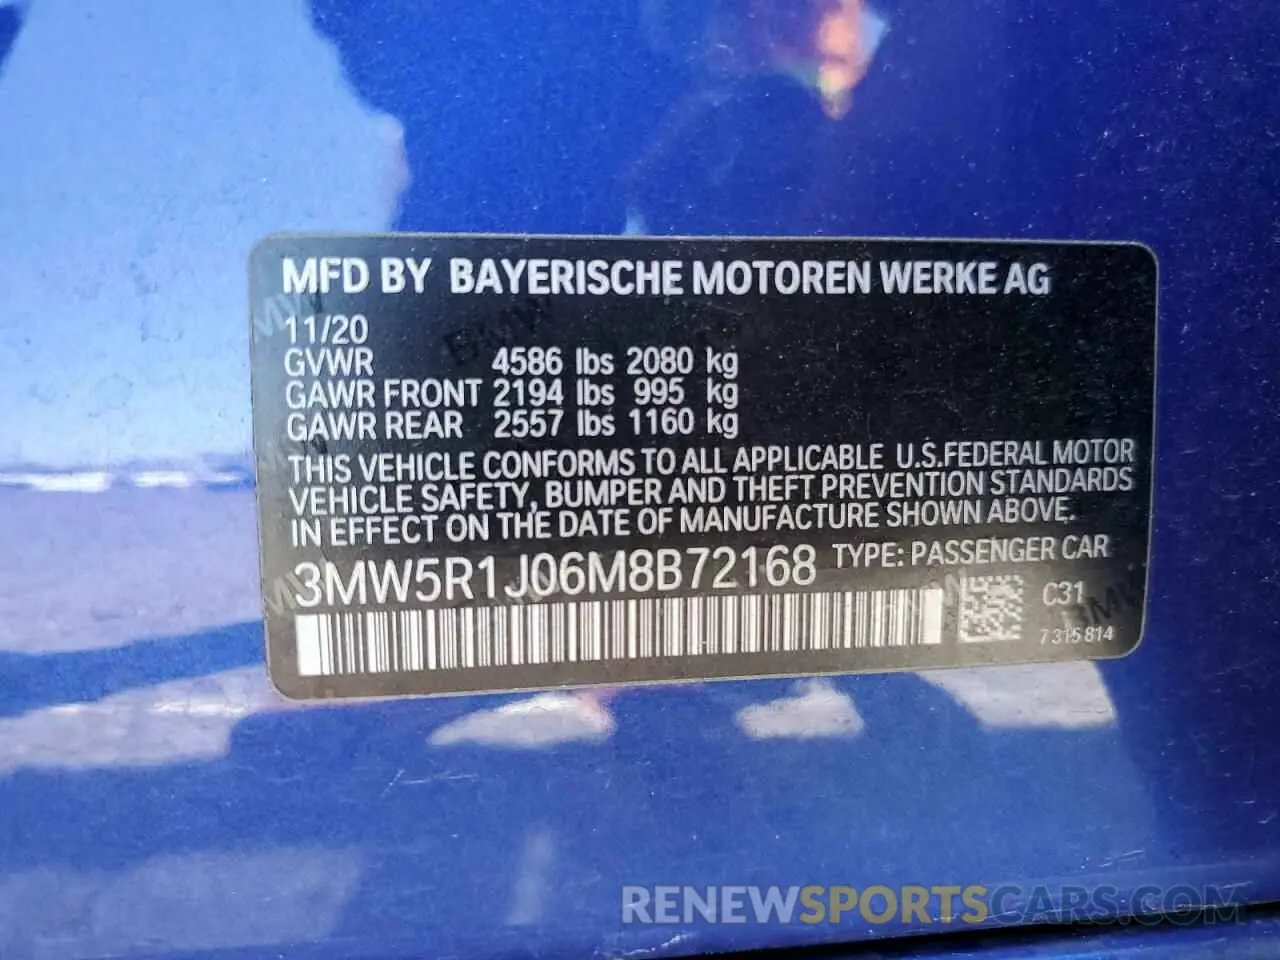 MFD BY BAYERISCHE MOTOREN WERKE AG
11/20
GVWR 4586 lbs 2080 kg
GAWR FRONT 2194 lbs 995 kg
GAWR REAR 2557 lbs 1160 kg
THIS VEHICLE CONFORMS TO ALL APPLICABLE U.S.FEDERAL MOTOR
VEHICLE SAFETY, BUMPER AND THEFT PREVENTION STANDARDS
IN EFFECT ON THE DATE OF MANUFACTURE SHOWN ABOVE.
3MW5R1J06M8B72168 TYPE: PASSENGER CAR
C31
7315814
RENEWSPORTSCARS.COM